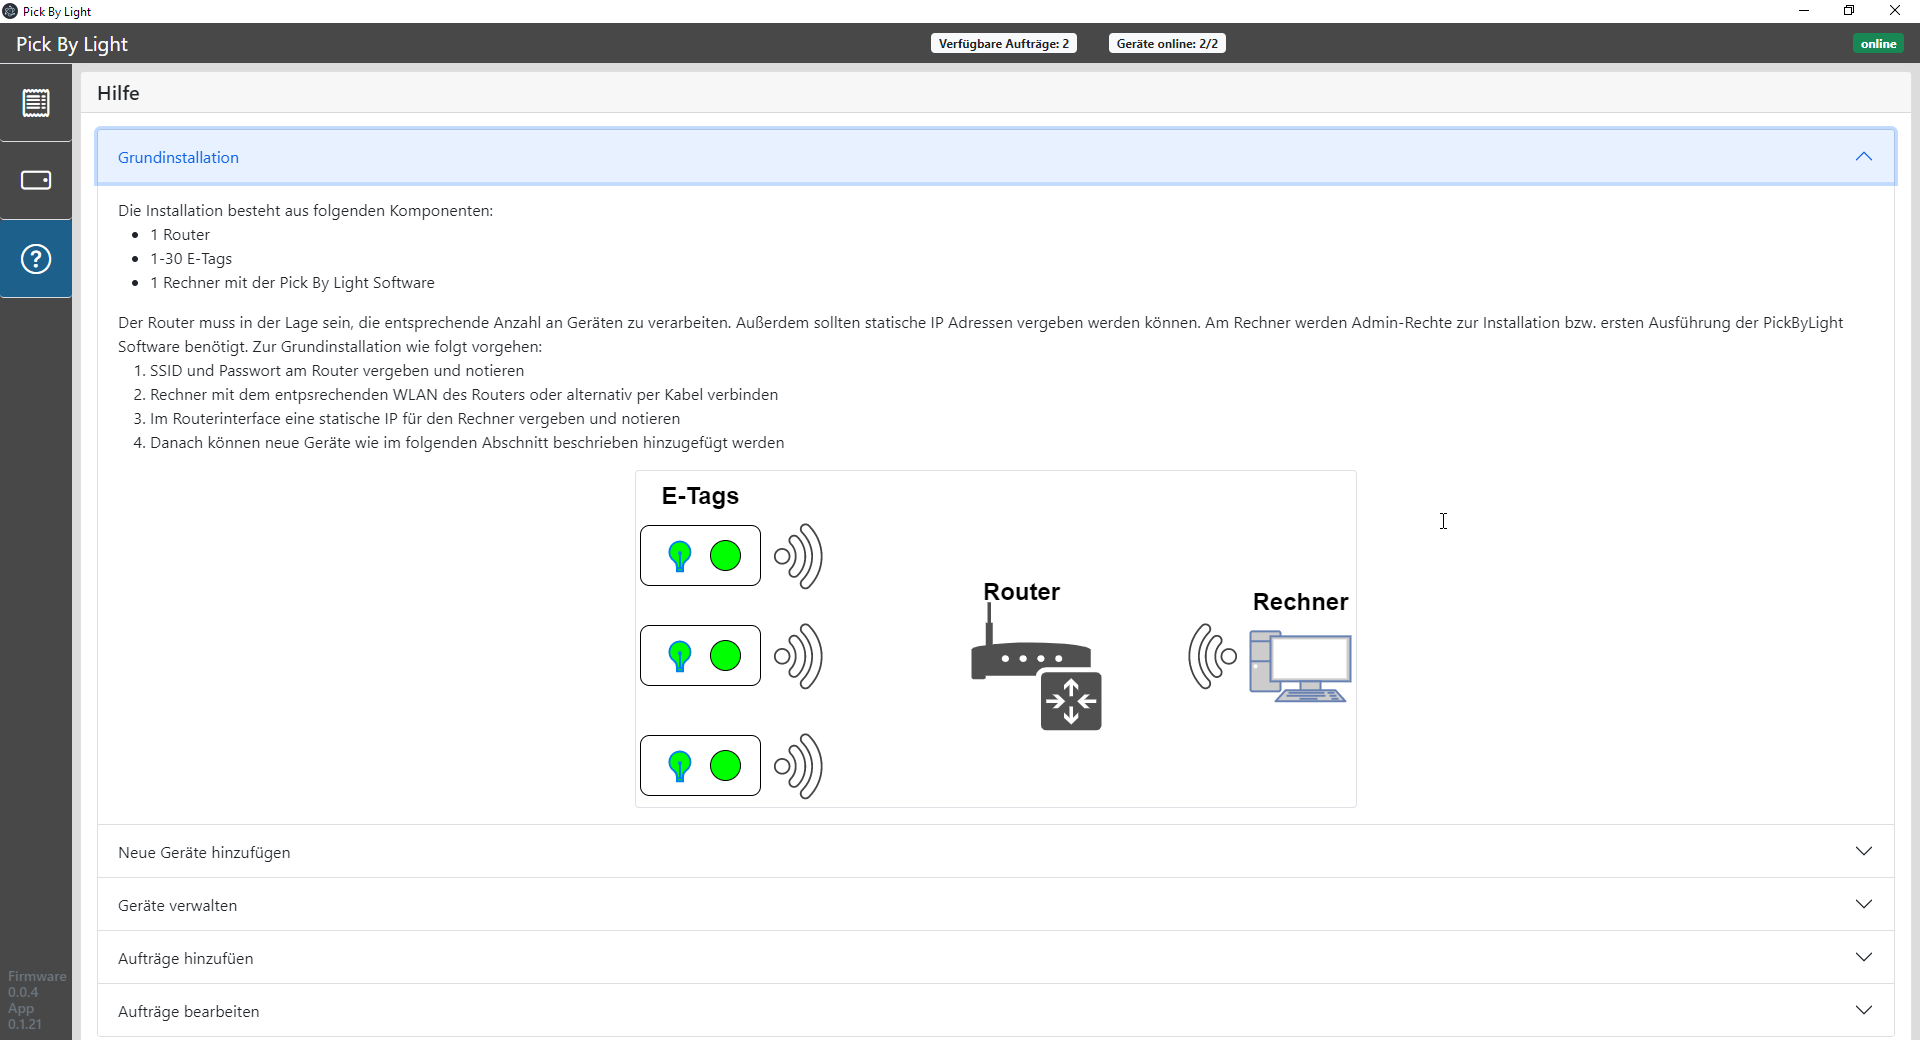 Pick By Light
Pick By Light
Verfügbare Aufträge: 2
Geräte online: 2/2
online
Hilfe
Grundinstallation
Die Installation besteht aus folgenden Komponenten:
• 1 Router
• 1-30 E-Tags
• 1 Rechner mit der Pick By Light Software
Der Router muss in der Lage sein, die entsprechende Anzahl an Geräten zu verarbeiten. Außerdem sollten statische IP Adressen vergeben werden können. Am Rechner werden Admin-Rechte zur Installation bzw. ersten Ausführung der PickByLight
Software benötigt. Zur Grundinstallation wie folgt vorgehen:
1. SSID und Passwort am Router vergeben und notieren
2. Rechner mit dem entpsrechenden WLAN des Routers oder alternativ per Kabel verbinden
3. Im Routerinterface eine statische IP für den Rechner vergeben und notieren
4. Danach können neue Geräte wie im folgenden Abschnitt beschrieben hinzugefügt werden
E-Tags
Router
Rechner
Neue Geräte hinzufügen
Geräte verwalten
Aufträge hinzufüen
Aufträge bearbeiten
Firmware
0.0.4
App
0.1.21